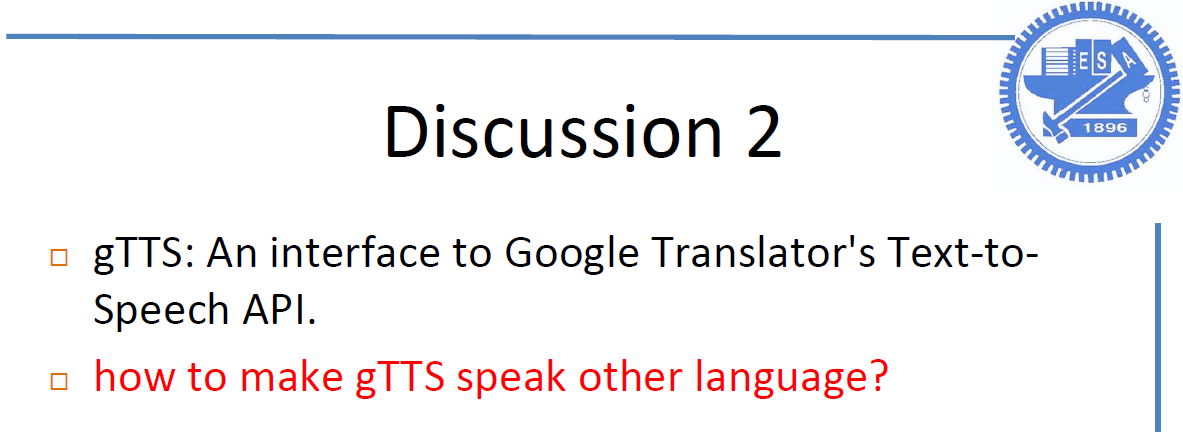 ESA
1896
Discussion 2
gTTS: An interface to Google Translator's Text-to-
Speech API.
how to make gTTS speak other language?